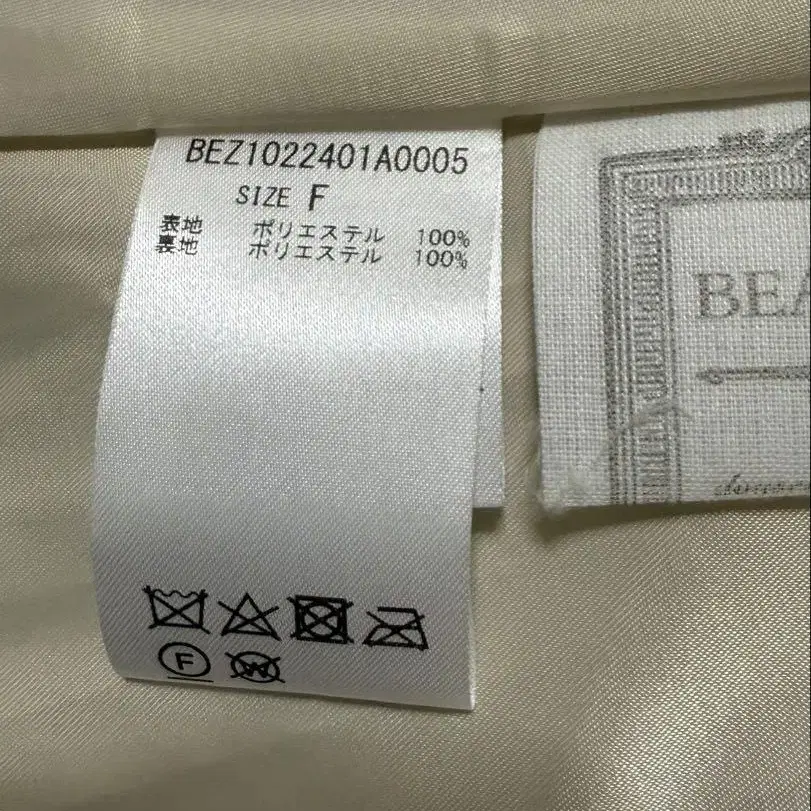 BEZ1022401A0005
SIZE F
表地 ポリエステル 100%
裏地 ポリエステル 100%
F
W
BEA